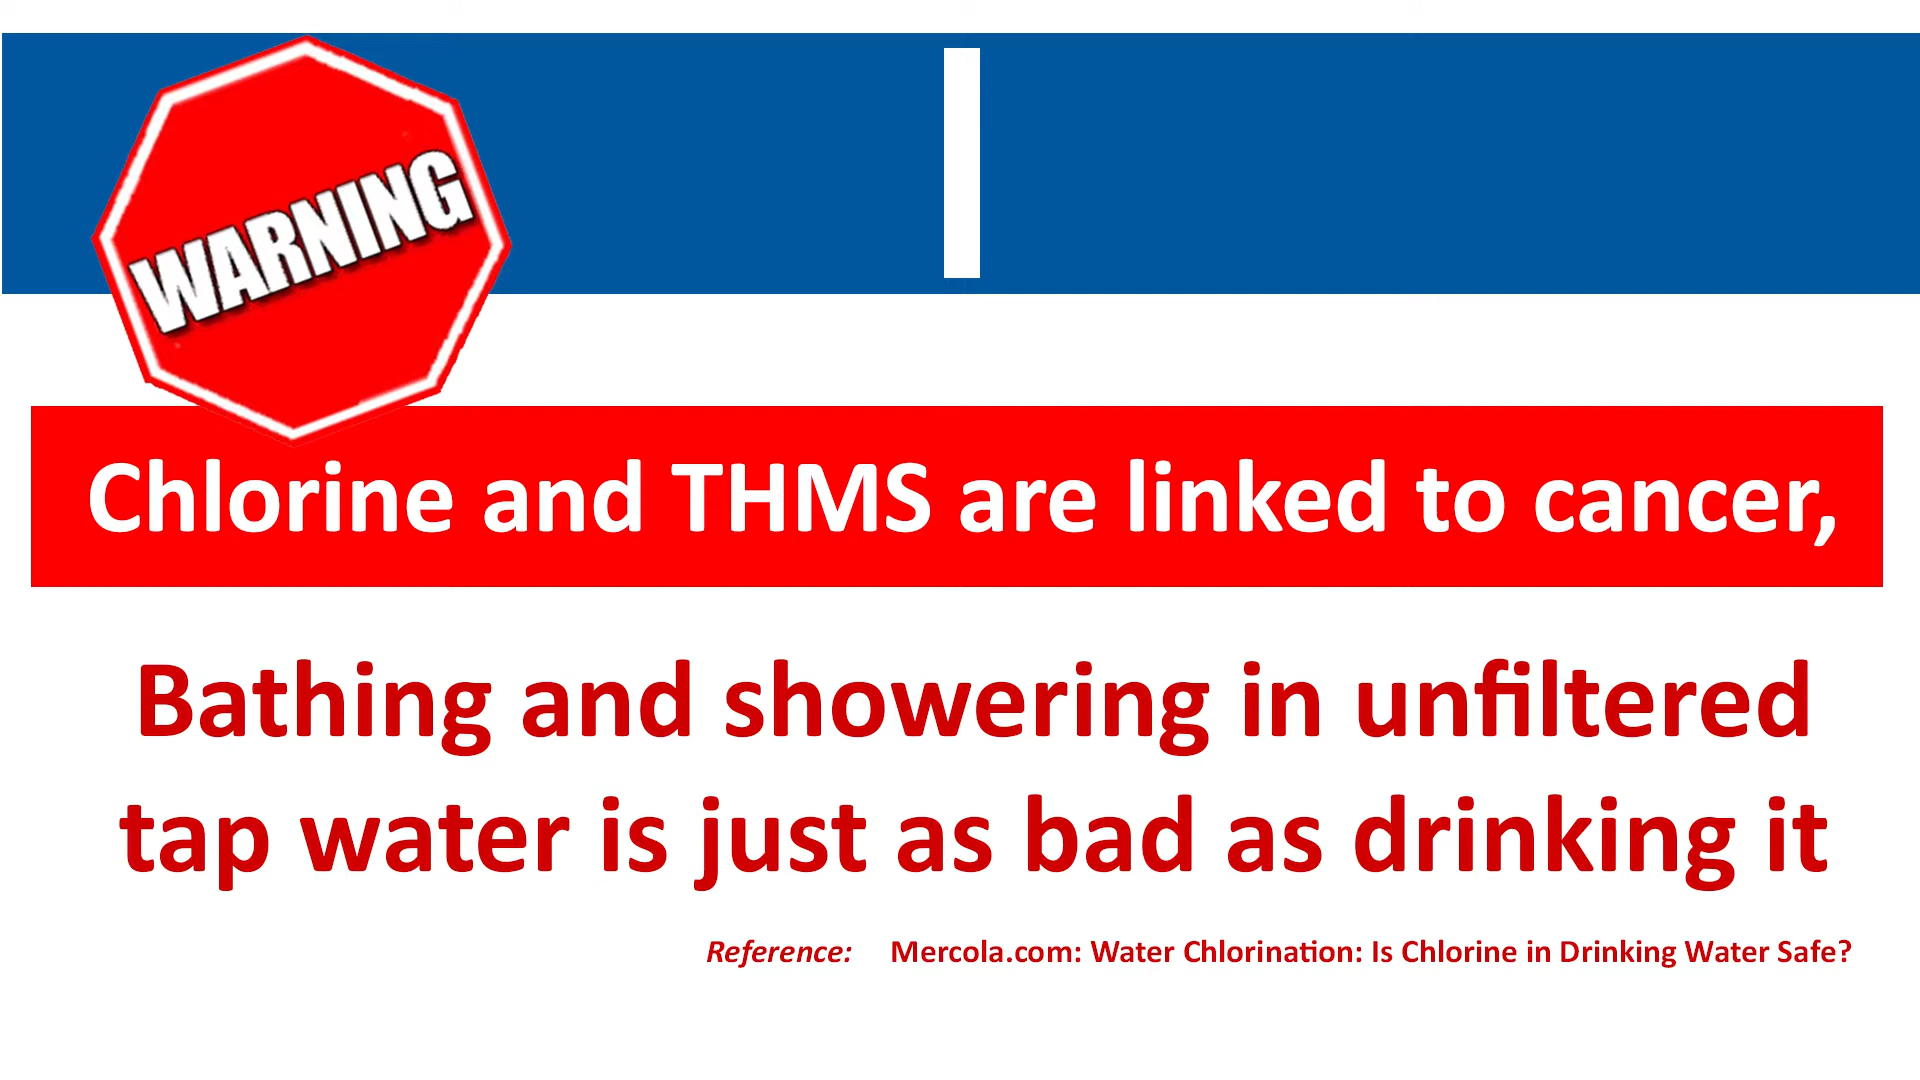 WARNING
Chlorine and THMS are linked to cancer,
Bathing and showering in unfiltered
tap water is just as bad as drinking it
Reference: Mercola.com: Water Chlorination: Is Chlorine in Drinking Water Safe?